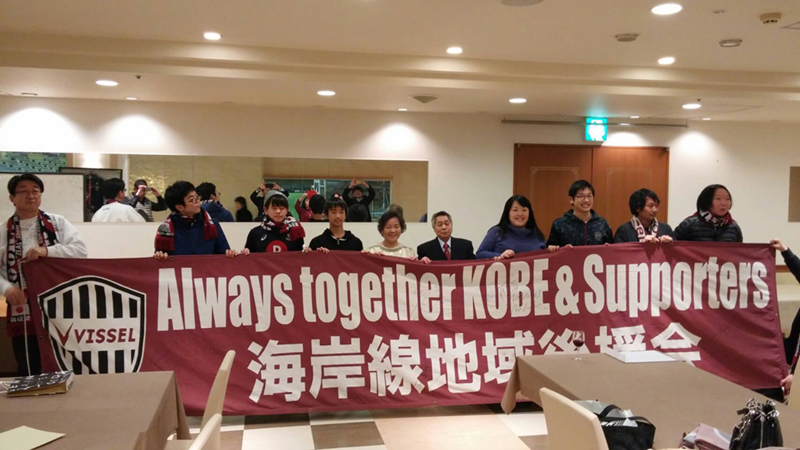 Always together KOBE & Supporters
VISSEL
海岸線地域後援会